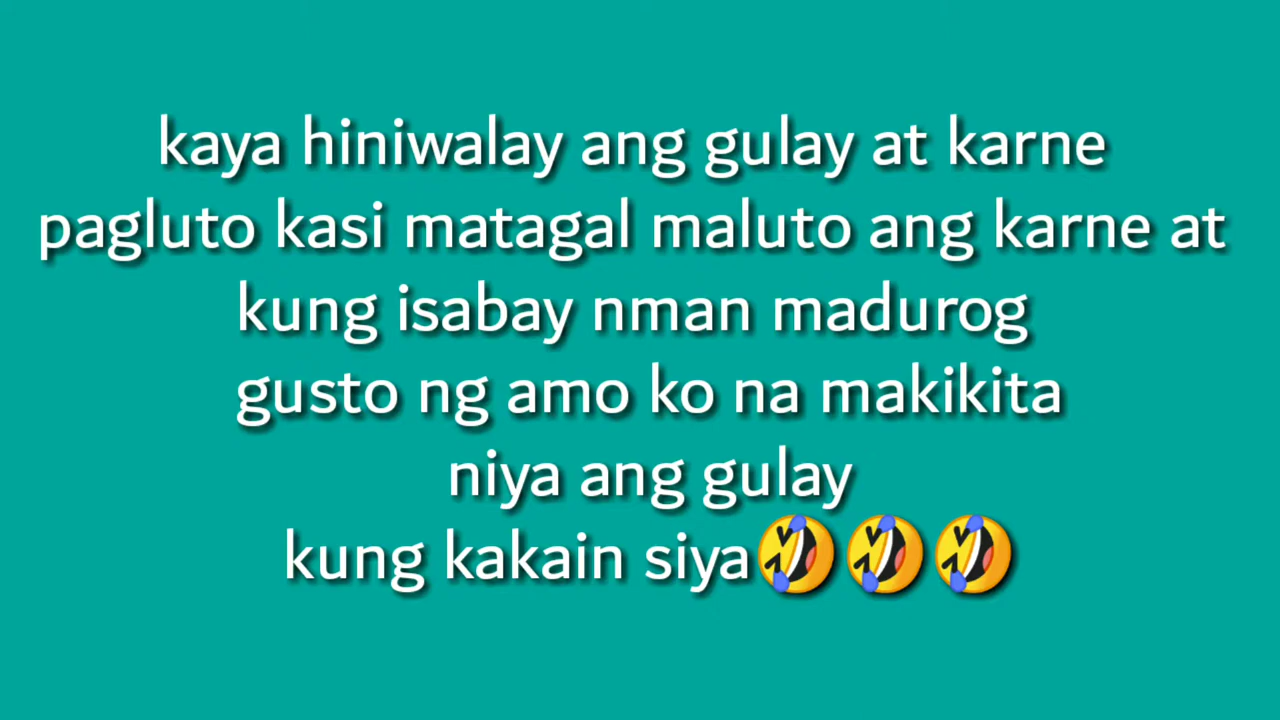 kaya hiniwalay ang gulay at karne
pagluto kasi matagal maluto ang karne at
kung isabay nman madurog
gusto ng amo ko na makikita
niya ang gulay
kung kakain siya🤣🤣🤣